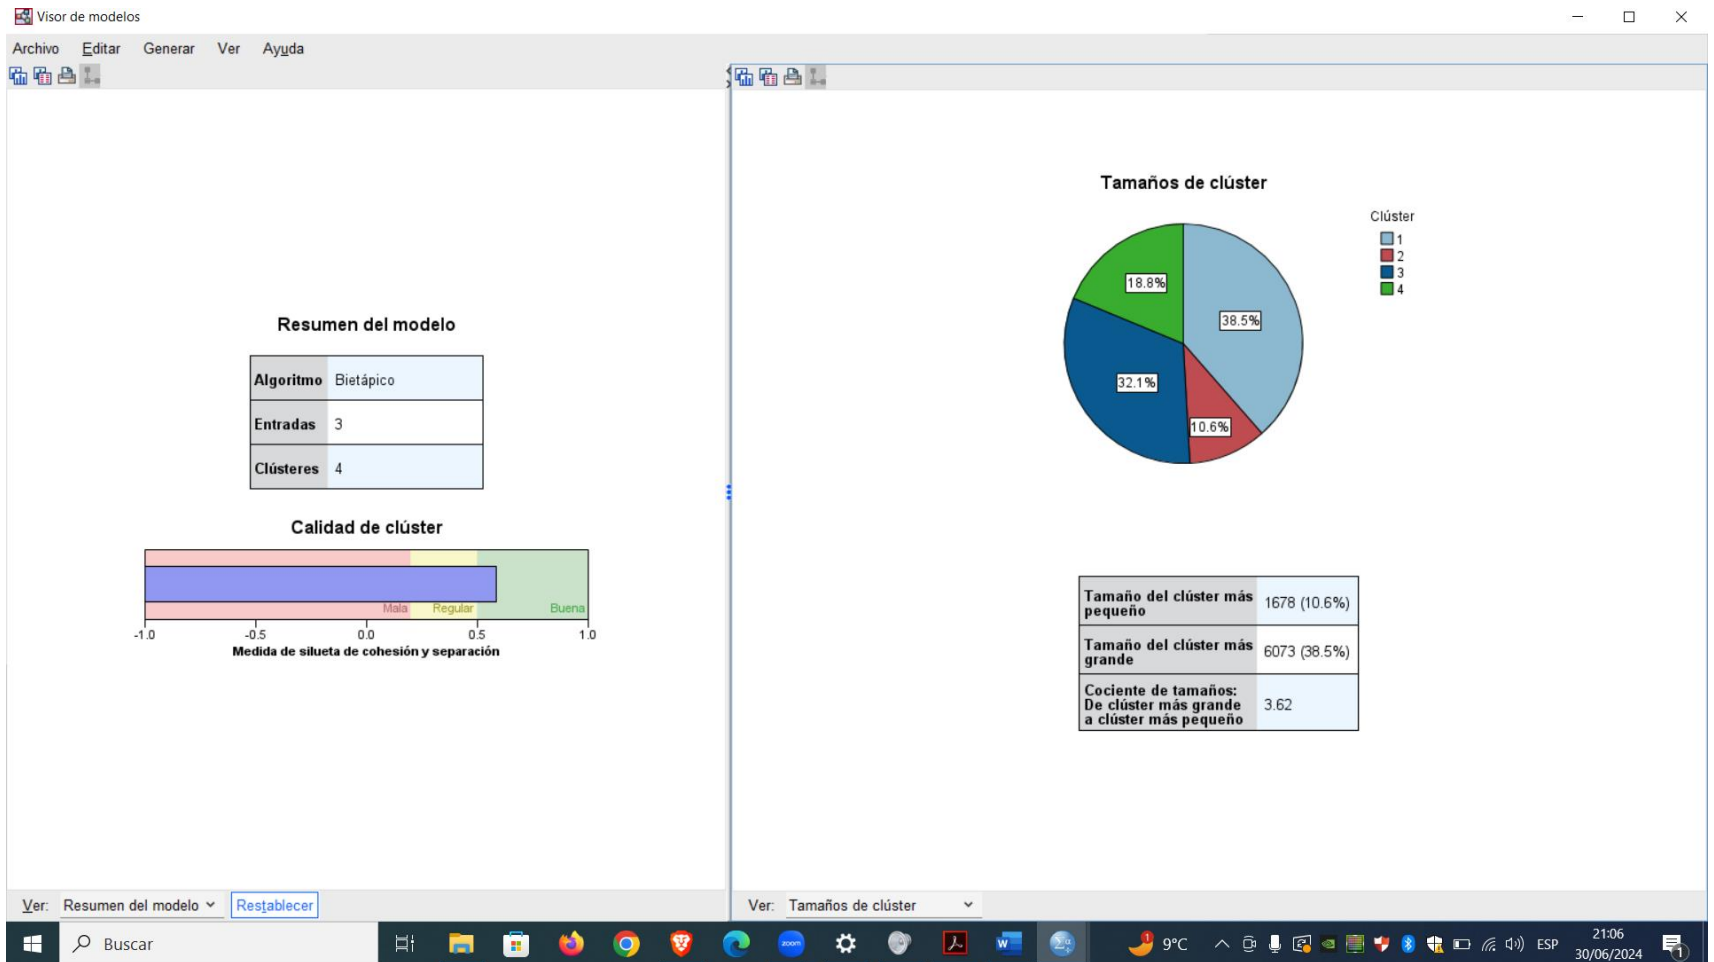 Visor de modelos
Archivo Editar Generar Ver Ayuda
Resumen del modelo
Algoritmo Bietápico
Entradas 3
Clústeres 4
Calidad de clúster
Mala Regular Buena
-1.0 -0.5 0.0 0.5 1.0
Medida de silueta de cohesión y separación
Ver: Resumen del modelo Restablecer
Tamaños de clúster
Clúster
1
2
3
4
18.8%
38.5%
32.1%
10.6%
Tamaño del clúster más
pequeño
1678 (10.6%)
Tamaño del clúster más
grande
6073 (38.5%)
Cociente de tamaños:
De clúster más grande
a clúster más pequeño
3.62
Ver: Tamaños de clúster
Buscar
zoom
W
Σα
1
9°C
ESP
21:06
30/06/2024
1